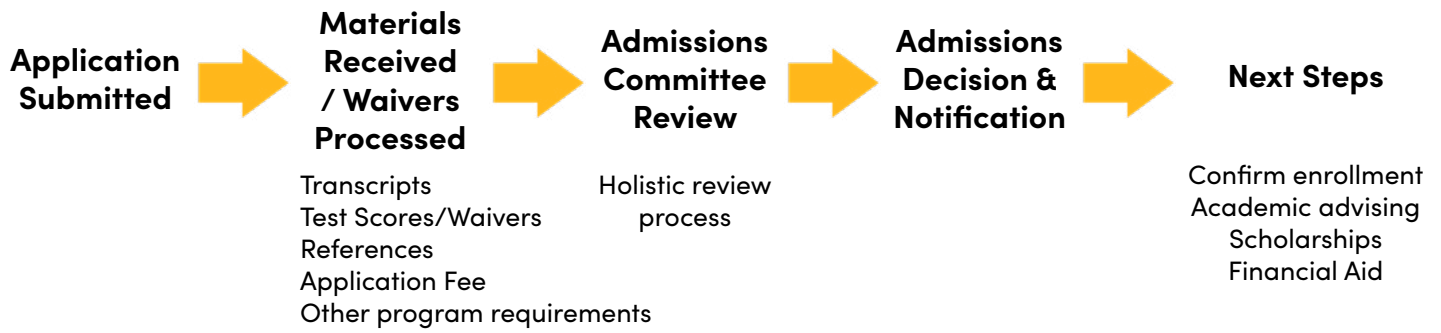 Application
Submitted
Materials
Received
/ Waivers
Processed
Transcripts
Test Scores/Waivers
References
Application Fee
Other program requirements
Admissions
Committee
Review
Holistic review
process
Admissions
Decision &
Notification
Next Steps
Confirm enrollment
Academic advising
Scholarships
Financial Aid